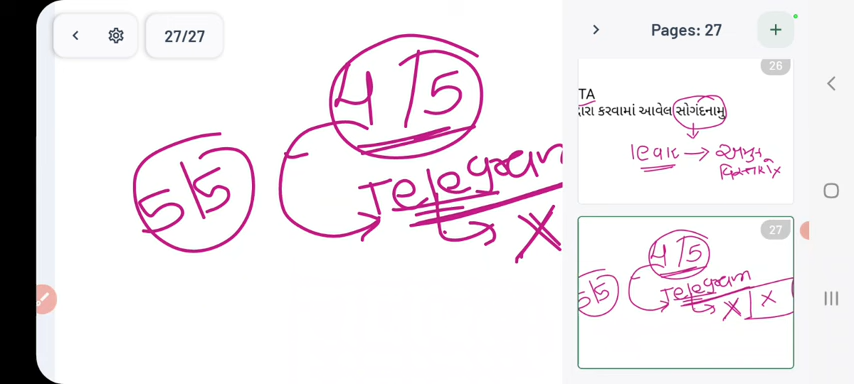 27/27
4/5
5/5
Telegram
X
Pages: 27
26
TA
દ્વારા કરવામાં આવેલ સોગંદનામુ
27
4/5
5/5
Telegram
X X